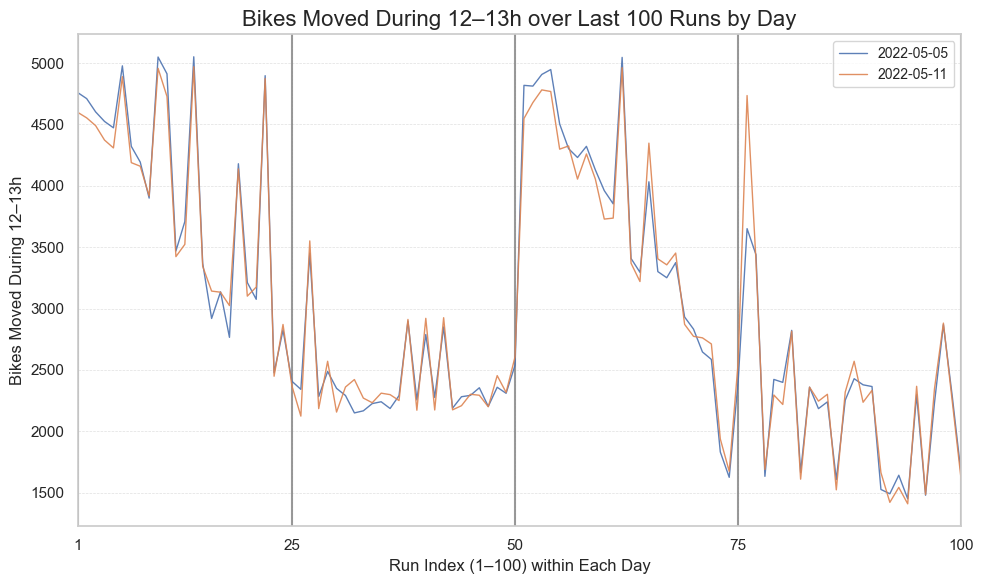 Bikes Moved During 12–13h over Last 100 Runs by Day
2022-05-05
2022-05-11
Bikes Moved During 12–13h
5000
4500
4000
3500
3000
2500
2000
1500
1 25 50 75 100
Run Index (1–100) within Each Day